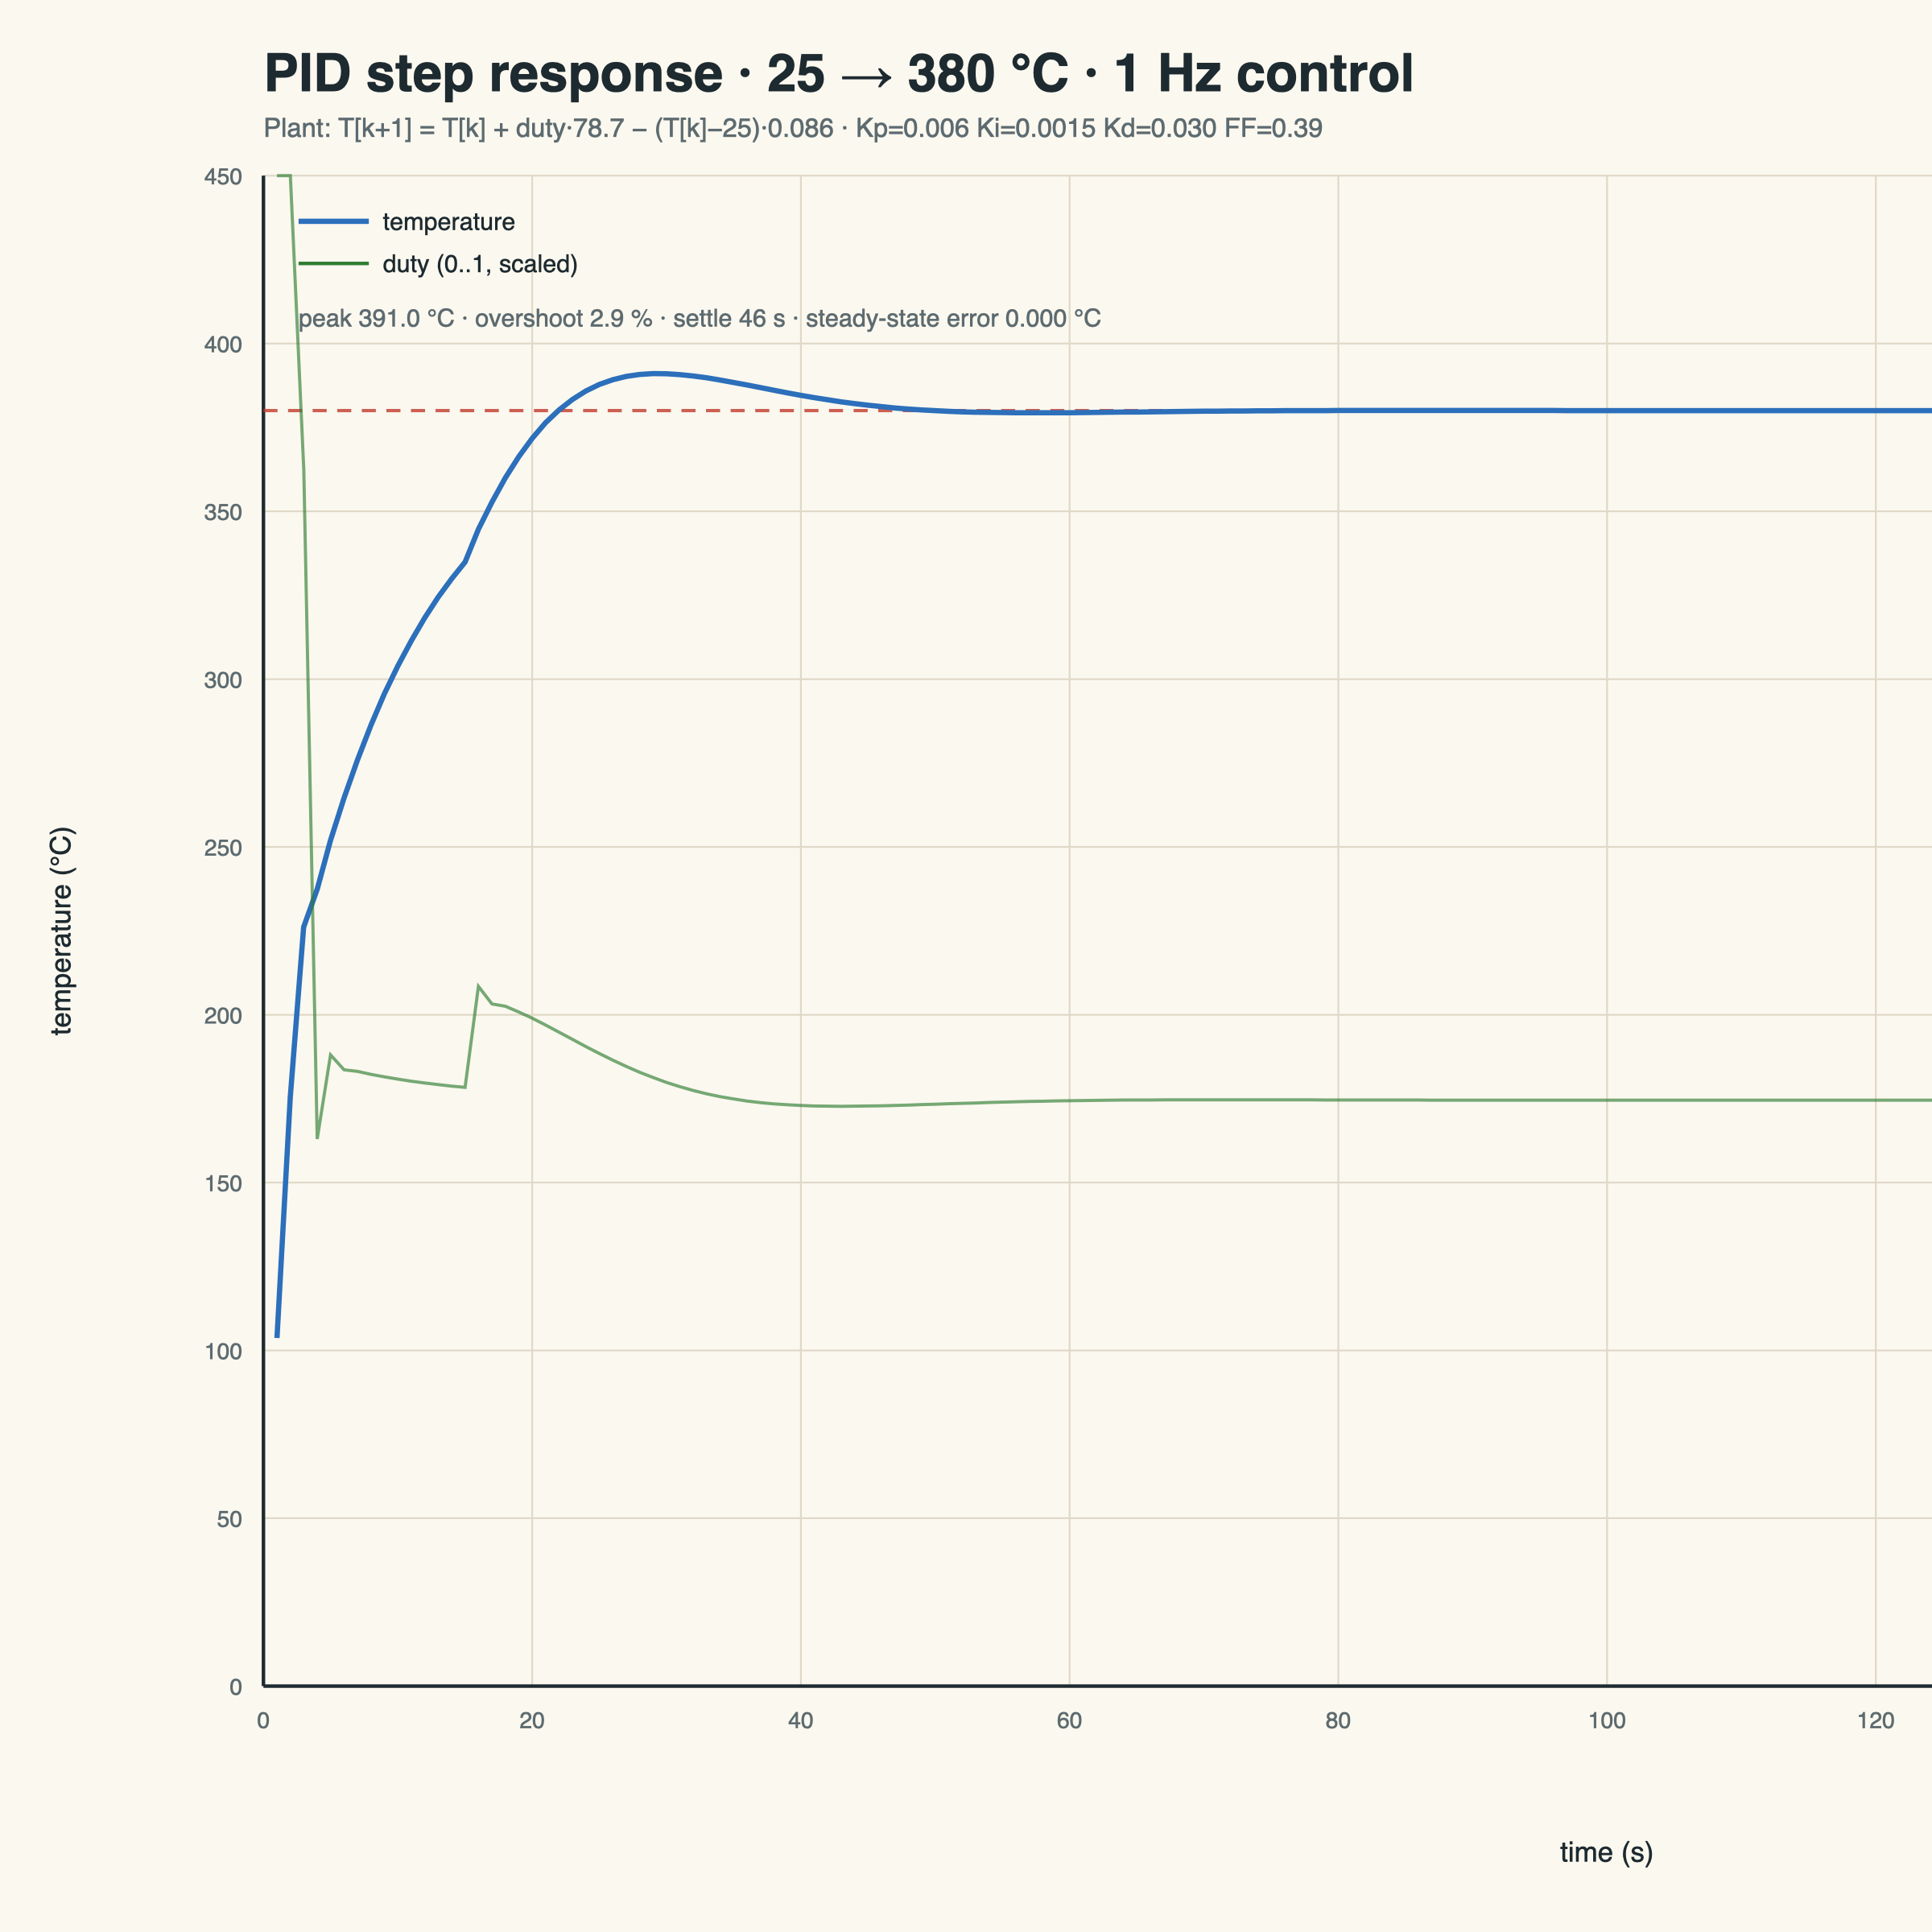 PID step response · 25 → 380 °C · 1 Hz control
Plant: T[k+1] = T[k] + duty·78.7 − (T[k]−25)·0.086 · Kp=0.006 Ki=0.0015 Kd=0.030 FF=0.39
450
temperature
duty (0..1, scaled)
peak 391.0 °C · overshoot 2.9 % · settle 46 s · steady-state error 0.000 °C
400
350
300
250
temperature (°C)
200
150
100
50
0
0 20 40 60 80 100 120
time (s)